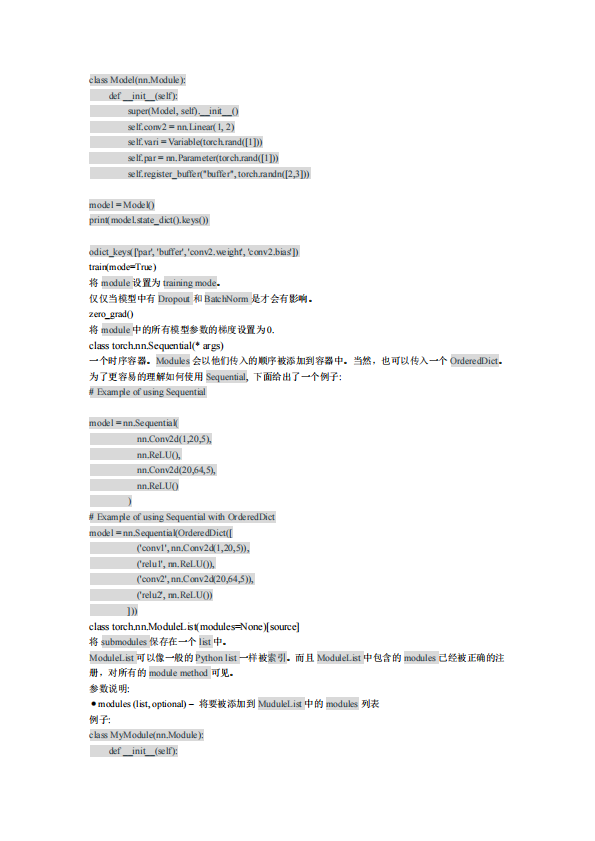 class Model(nn.Module):
def __init__(self):
super(Model, self).__init__()
self.conv2 = nn.Linear(1, 2)
self.vari = Variable(torch.rand([1]))
self.par = nn.Parameter(torch.rand([1]))
self.register_buffer("buffer", torch.randn([2,3]))
model = Model()
print(model.state_dict().keys())
odict_keys(['par', 'buffer', 'conv2.weight', 'conv2.bias'])
train(mode=True)
将 module 设置为 training mode。
仅仅当模型中有 Dropout 和 BatchNorm 是才会有影响。
zero_grad()
将 module 中的所有模型参数的梯度设置为 0.
class torch.nn.Sequential(* args)
一个时序容器。Modules 会以他们传入的顺序被添加到容器中。当然，也可以传入一个 OrderedDict。
为了更容易的理解如何使用 Sequential, 下面给出了一个例子:
# Example of using Sequential
model = nn.Sequential(
nn.Conv2d(1,20,5),
nn.ReLU(),
nn.Conv2d(20,64,5),
nn.ReLU()
)
# Example of using Sequential with OrderedDict
model = nn.Sequential(OrderedDict([
('conv1', nn.Conv2d(1,20,5)),
('relu1', nn.ReLU()),
('conv2', nn.Conv2d(20,64,5)),
('relu2', nn.ReLU())
]))
class torch.nn.ModuleList(modules=None)[source]
将 submodules 保存在一个 list 中。
ModuleList 可以像一般的 Python list 一样被索引。而且 ModuleList 中包含的 modules 已经被正确的注
册，对所有的 module method 可见。
参数说明:
● modules (list, optional) – 将要被添加到 MuduleList 中的 modules 列表
例子:
class MyModule(nn.Module):
def __init__(self):